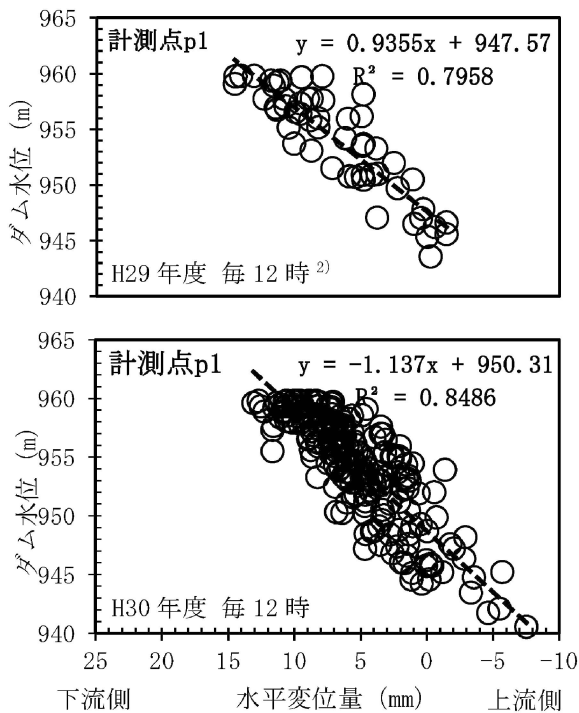 965
960
955
950
945
940
ダム水位 (m)
計測点p1
y = 0.9355x + 947.57
R² = 0.7958
H29 年度 毎 12 時 2)
965
960
955
950
945
940
ダム水位 (m)
計測点p1
y = -1.137x + 950.31
R² = 0.8486
H30 年度 毎 12 時
25 20 15 10 5 0 -5 -10
下流側 水平変位量 (mm) 上流側